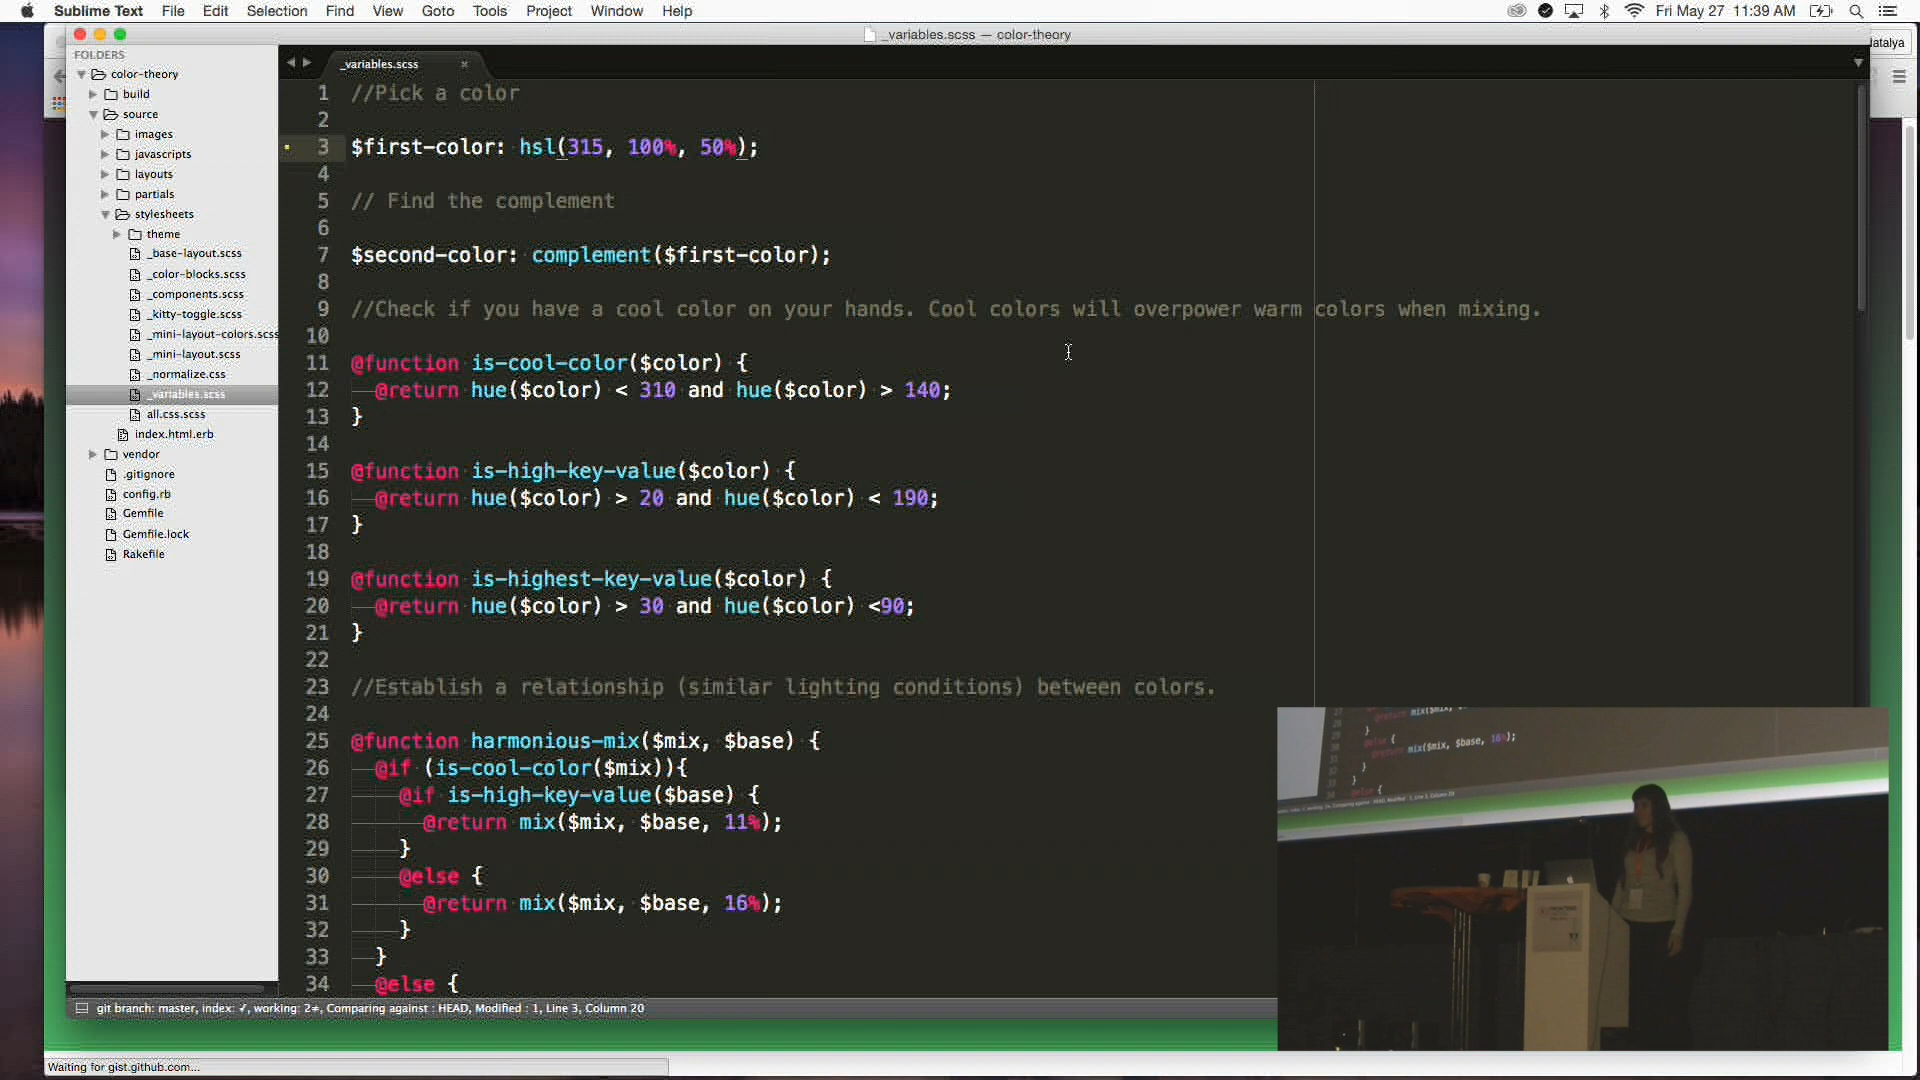 Sublime Text File Edit Selection Find View Goto Tools Project Window Help
Fri May 27 11:39 AM
_variables.scss — color-theory
FOLDERS
color-theory
build
source
images
javascripts
layouts
partials
stylesheets
theme
_base-layout.scss
_color-blocks.scss
_components.scss
_kitty-toggle.scss
_mini-layout-colors.scss
_mini-layout.scss
_normalize.css
_variables.scss
all.css.scss
index.html.erb
vendor
.gitignore
config.rb
Gemfile
Gemfile.lock
Rakefile
_variables.scss ×
1 //Pick a color
2
3 $first-color: hsl(315, 100%, 50%);
4
5 // Find the complement
6
7 $second-color: complement($first-color);
8
9 //Check if you have a cool color on your hands. Cool colors will overpower warm colors when mixing.
10
11 @function is-cool-color($color) {
12 @return hue($color) < 310 and hue($color) > 140;
13 }
14
15 @function is-high-key-value($color) {
16 @return hue($color) > 20 and hue($color) < 190;
17 }
18
19 @function is-highest-key-value($color) {
20 @return hue($color) > 30 and hue($color) <90;
21 }
22
23 //Establish a relationship (similar lighting conditions) between colors.
24
25 @function harmonious-mix($mix, $base) {
26 @if (is-cool-color($mix)){
27 @if is-high-key-value($base) {
28 @return mix($mix, $base, 11%);
29 }
30 @else {
31 @return mix($mix, $base, 16%);
32 }
33 }
34 @else {
git branch: master, index: ✓, working: 2≠, Comparing against : HEAD, Modified : 1, Line 3, Column 20
Waiting for gist.github.com...
}
@else {
@return mix($mix, $base, 16%);
}
}
@else {